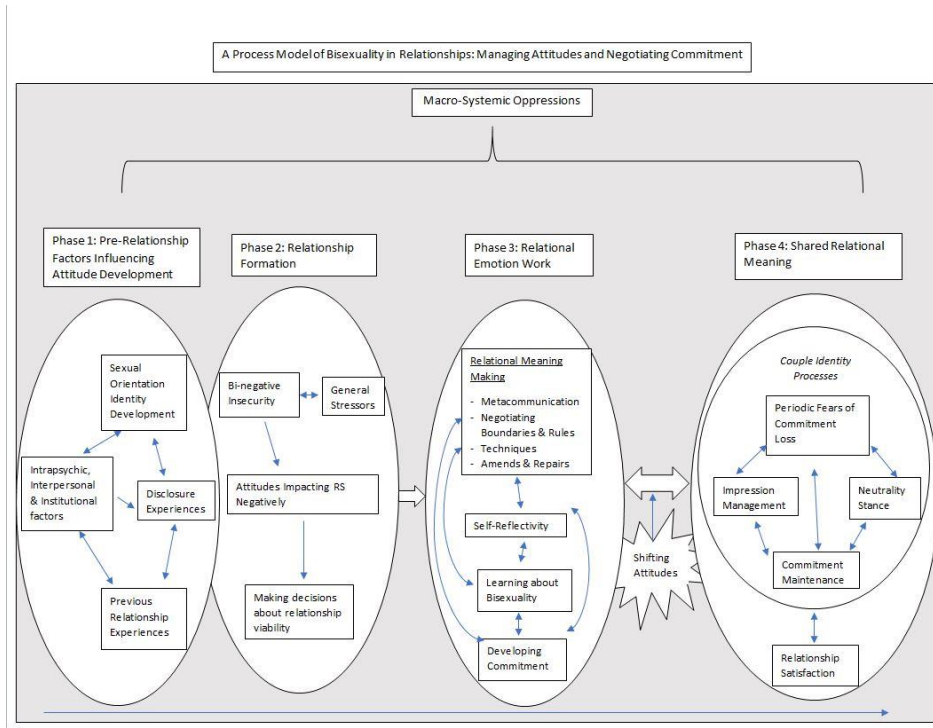 A Process Model of Bisexuality in Relationships: Managing Attitudes and Negotiating Commitment
Macro-Systemic Oppressions
Phase 1: Pre-Relationship
Factors Influencing
Attitude Development
Phase 2: Relationship
Formation
Phase 3: Relational
Emotion Work
Phase 4: Shared Relational
Meaning
Sexual
Orientation
Identity
Development
Intrapsychic,
Interpersonal
& Institutional
factors
Disclosure
Experiences
Previous
Relationship
Experiences
Bi-negative
Insecurity
General
Stressors
Attitudes Impacting RS
Negatively
Making decisions
about relationship
viability
Relational Meaning
Making
- Metacommunication
- Negotiating
Boundaries & Rules
- Techniques
- Amends & Repairs
Self-Reflectivity
Learning about
Bisexuality
Developing
Commitment
Shifting
Attitudes
Couple Identity
Processes
Periodic Fears of
Commitment
Loss
Impression
Management
Neutrality
Stance
Commitment
Maintenance
Relationship
Satisfaction